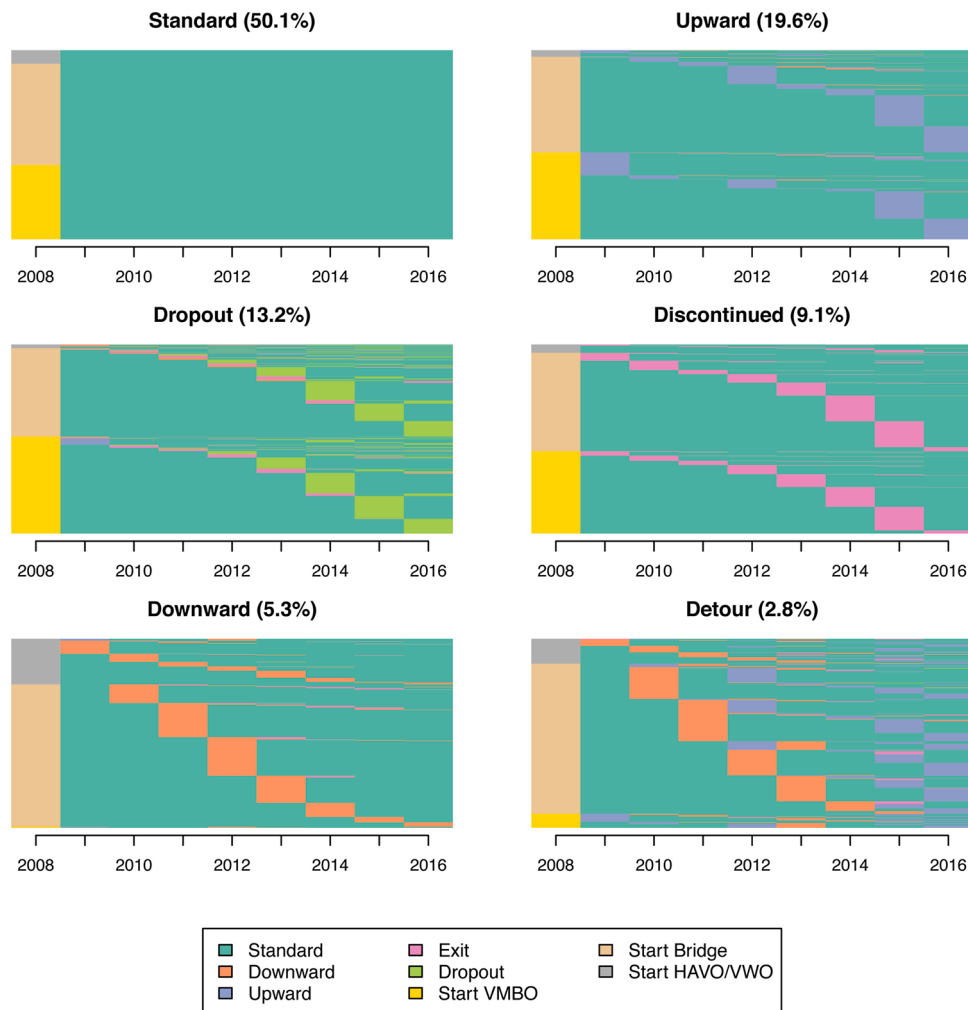 Standard (50.1%)
Upward (19.6%)
2008 2010 2012 2014 2016
2008 2010 2012 2014 2016
Dropout (13.2%)
Discontinued (9.1%)
2008 2010 2012 2014 2016
2008 2010 2012 2014 2016
Downward (5.3%)
Detour (2.8%)
2008 2010 2012 2014 2016
2008 2010 2012 2014 2016
Standard
Downward
Upward
Exit
Dropout
Start VMBO
Start Bridge
Start HAVO/VWO